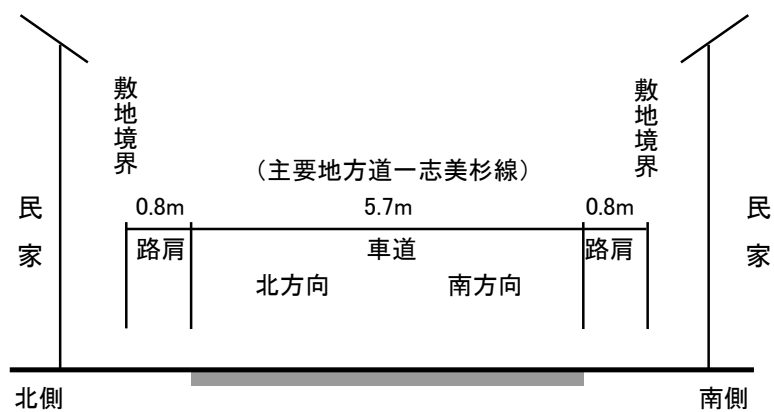 敷地境界
敷地境界
(主要地方道一志美杉線)
民家
0.8m
5.7m
0.8m
民家
路肩
車道
路肩
北方向
南方向
北側
南側